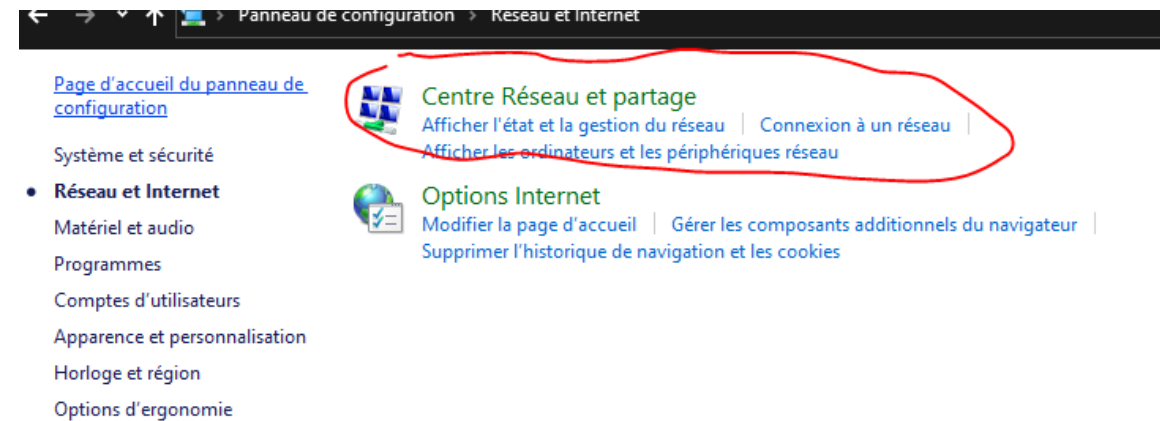 Panneau de configuration > Réseau et Internet
Page d'accueil du panneau de
configuration
Système et sécurité
Réseau et Internet
Matériel et audio
Programmes
Comptes d'utilisateurs
Apparence et personnalisation
Horloge et région
Options d'ergonomie
Centre Réseau et partage
Afficher l'état et la gestion du réseau | Connexion à un réseau |
Afficher les ordinateurs et les périphériques réseau
Options Internet
Modifier la page d'accueil | Gérer les composants additionnels du navigateur |
Supprimer l'historique de navigation et les cookies